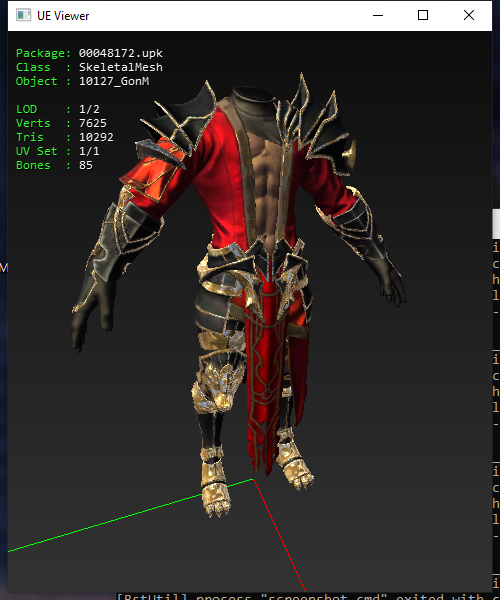 UE Viewer
Package: 00048172.upk
Class : SkeletalMesh
Object : 10127_GonM
LOD : 1/2
Verts : 7625
Tris : 10292
UV Set : 1/1
Bones : 85
M
i
c
h
l
-
i
c
h
l
-
i
c
h
l
-
i
[BstUtil] process "screenshot.cmd" exited with c